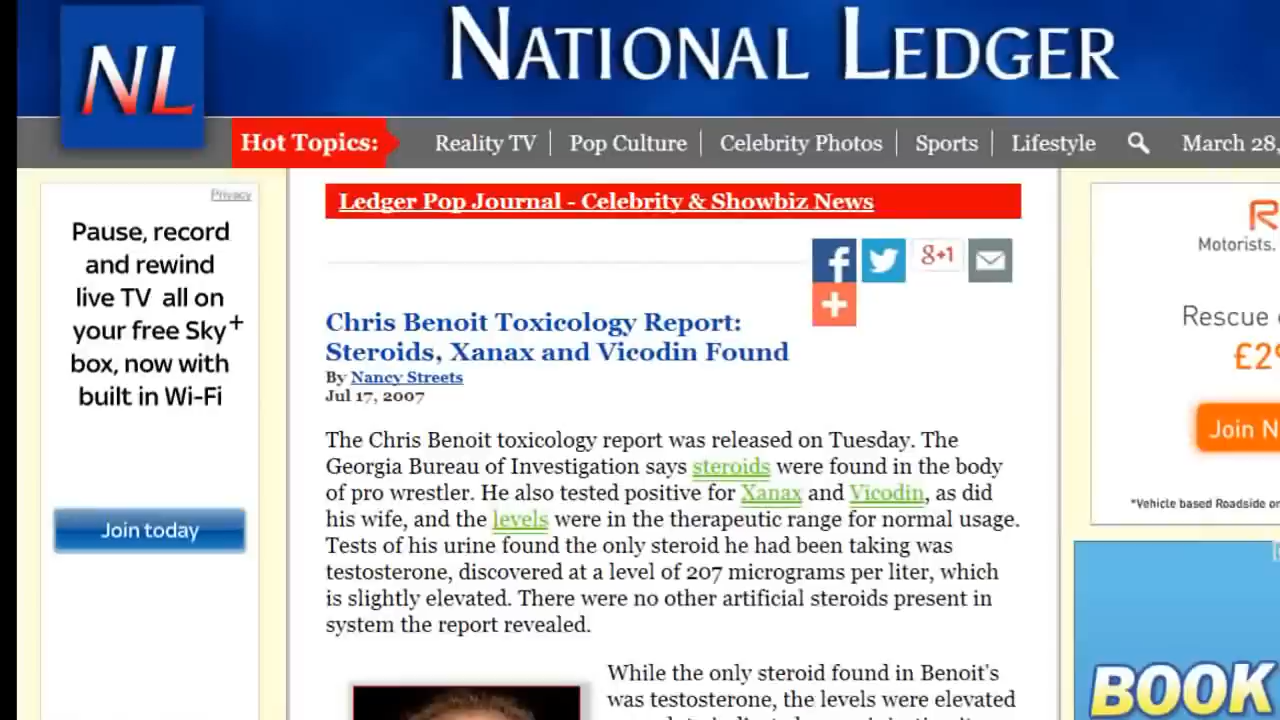 NL
NATIONAL LEDGER
Hot Topics:
Reality TV
Pop Culture
Celebrity Photos
Sports
Lifestyle
March 28,
Privacy
Pause, record
and rewind
live TV all on
your free Sky+
box, now with
built in Wi-Fi
Join today
Ledger Pop Journal - Celebrity & Showbiz News
f
g+1
+
Chris Benoit Toxicology Report:
Steroids, Xanax and Vicodin Found
By Nancy Streets
Jul 17, 2007
The Chris Benoit toxicology report was released on Tuesday. The
Georgia Bureau of Investigation says steroids were found in the body
of pro wrestler. He also tested positive for Xanax and Vicodin, as did
his wife, and the levels were in the therapeutic range for normal usage.
Tests of his urine found the only steroid he had been taking was
testosterone, discovered at a level of 207 micrograms per liter, which
is slightly elevated. There were no other artificial steroids present in
system the report revealed.
While the only steroid found in Benoit's
was testosterone, the levels were elevated
R
Motorists.
Rescue
£2
Join N
*Vehicle based Roadside
BOOK